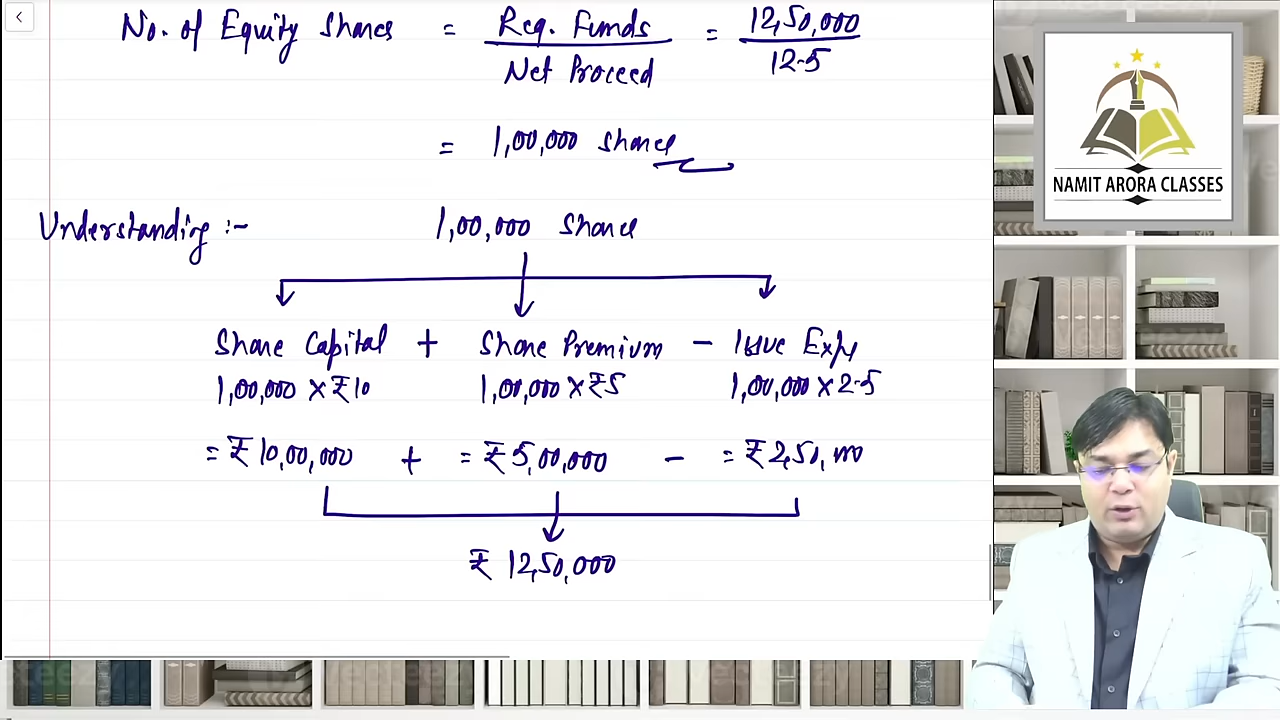 No. of Equity Shares = Req. Funds / Net Proceed = 12,50,000 / 12.5
= 1,00,000 Shares
Understanding :- 1,00,000 Share
Share Capital + Share Premium - Issue Exp
1,00,000 × ₹10 1,00,000 × ₹5 1,00,000 × 2.5
= ₹10,00,000 + = ₹5,00,000 - = ₹2,50,000
₹ 12,50,000
NAMIT ARORA CLASSES